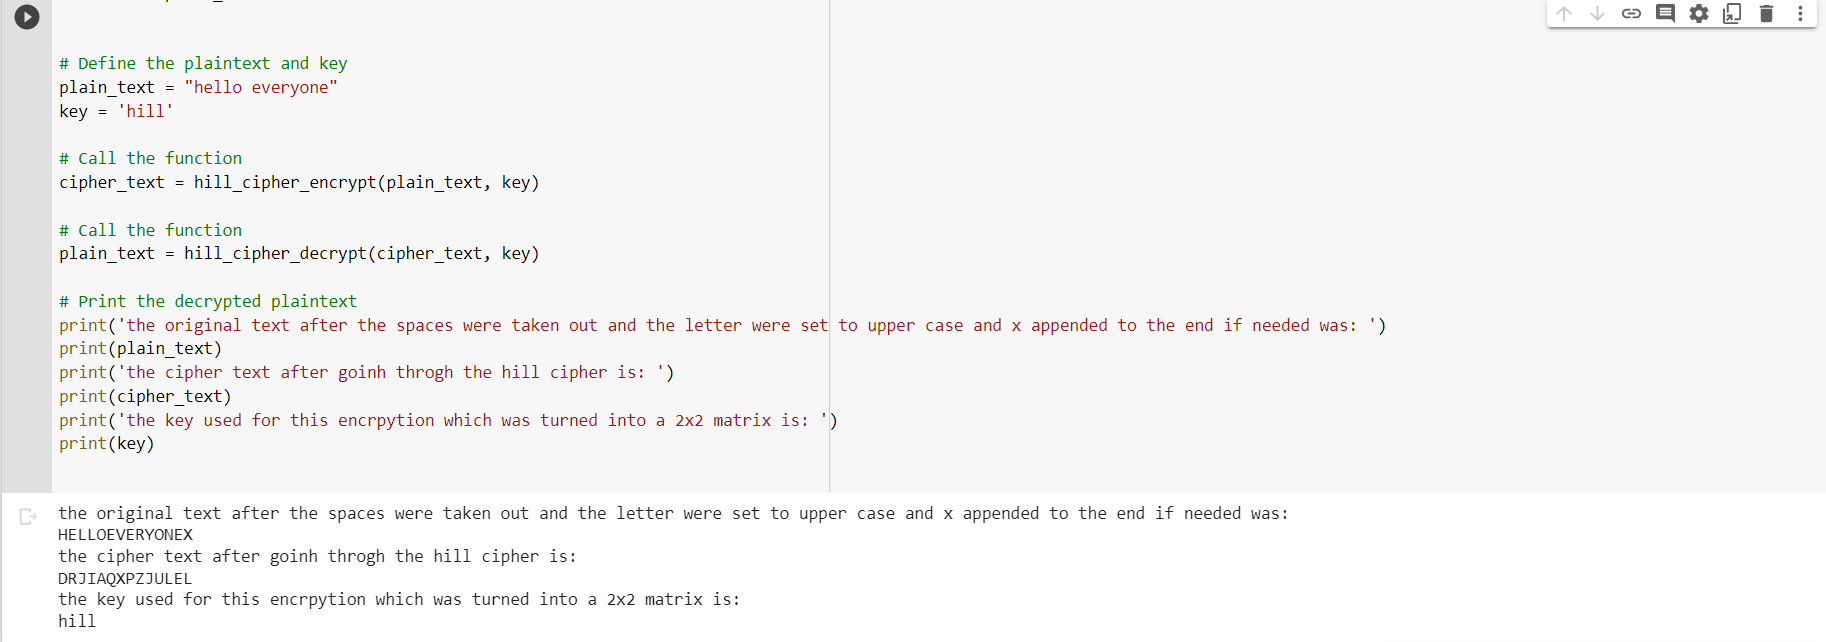 # Define the plaintext and key
plain_text = "hello everyone"
key = 'hill'
# Call the function
cipher_text = hill_cipher_encrypt(plain_text, key)
# Call the function
plain_text = hill_cipher_decrypt(cipher_text, key)
# Print the decrypted plaintext
print('the original text after the spaces were taken out and the letter were set to upper case and x appended to the end if needed was: ')
print(plain_text)
print('the cipher text after goinh throgh the hill cipher is: ')
print(cipher_text)
print('the key used for this encrpytion which was turned into a 2x2 matrix is: ')
print(key)
the original text after the spaces were taken out and the letter were set to upper case and x appended to the end if needed was:
HELLOEVERYONEX
the cipher text after goinh throgh the hill cipher is:
DRJIAQXPZJULEL
the key used for this encrpytion which was turned into a 2x2 matrix is:
hill